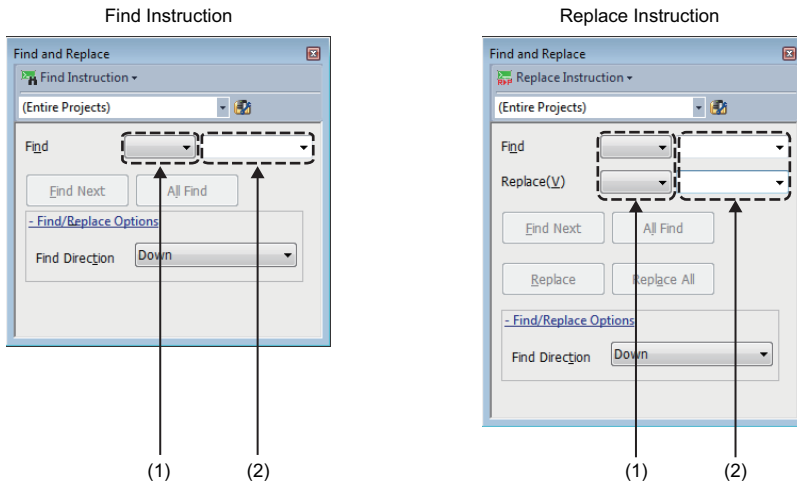 Find Instruction
Find and Replace
Find Instruction
(Entire Projects)
Find
Find Next All Find
- Find/Replace Options
Find Direction Down
(1) (2)
Replace Instruction
Find and Replace
Replace Instruction
(Entire Projects)
Find
Replace(V)
Find Next All Find
Replace Replace All
- Find/Replace Options
Find Direction Down
(1) (2)